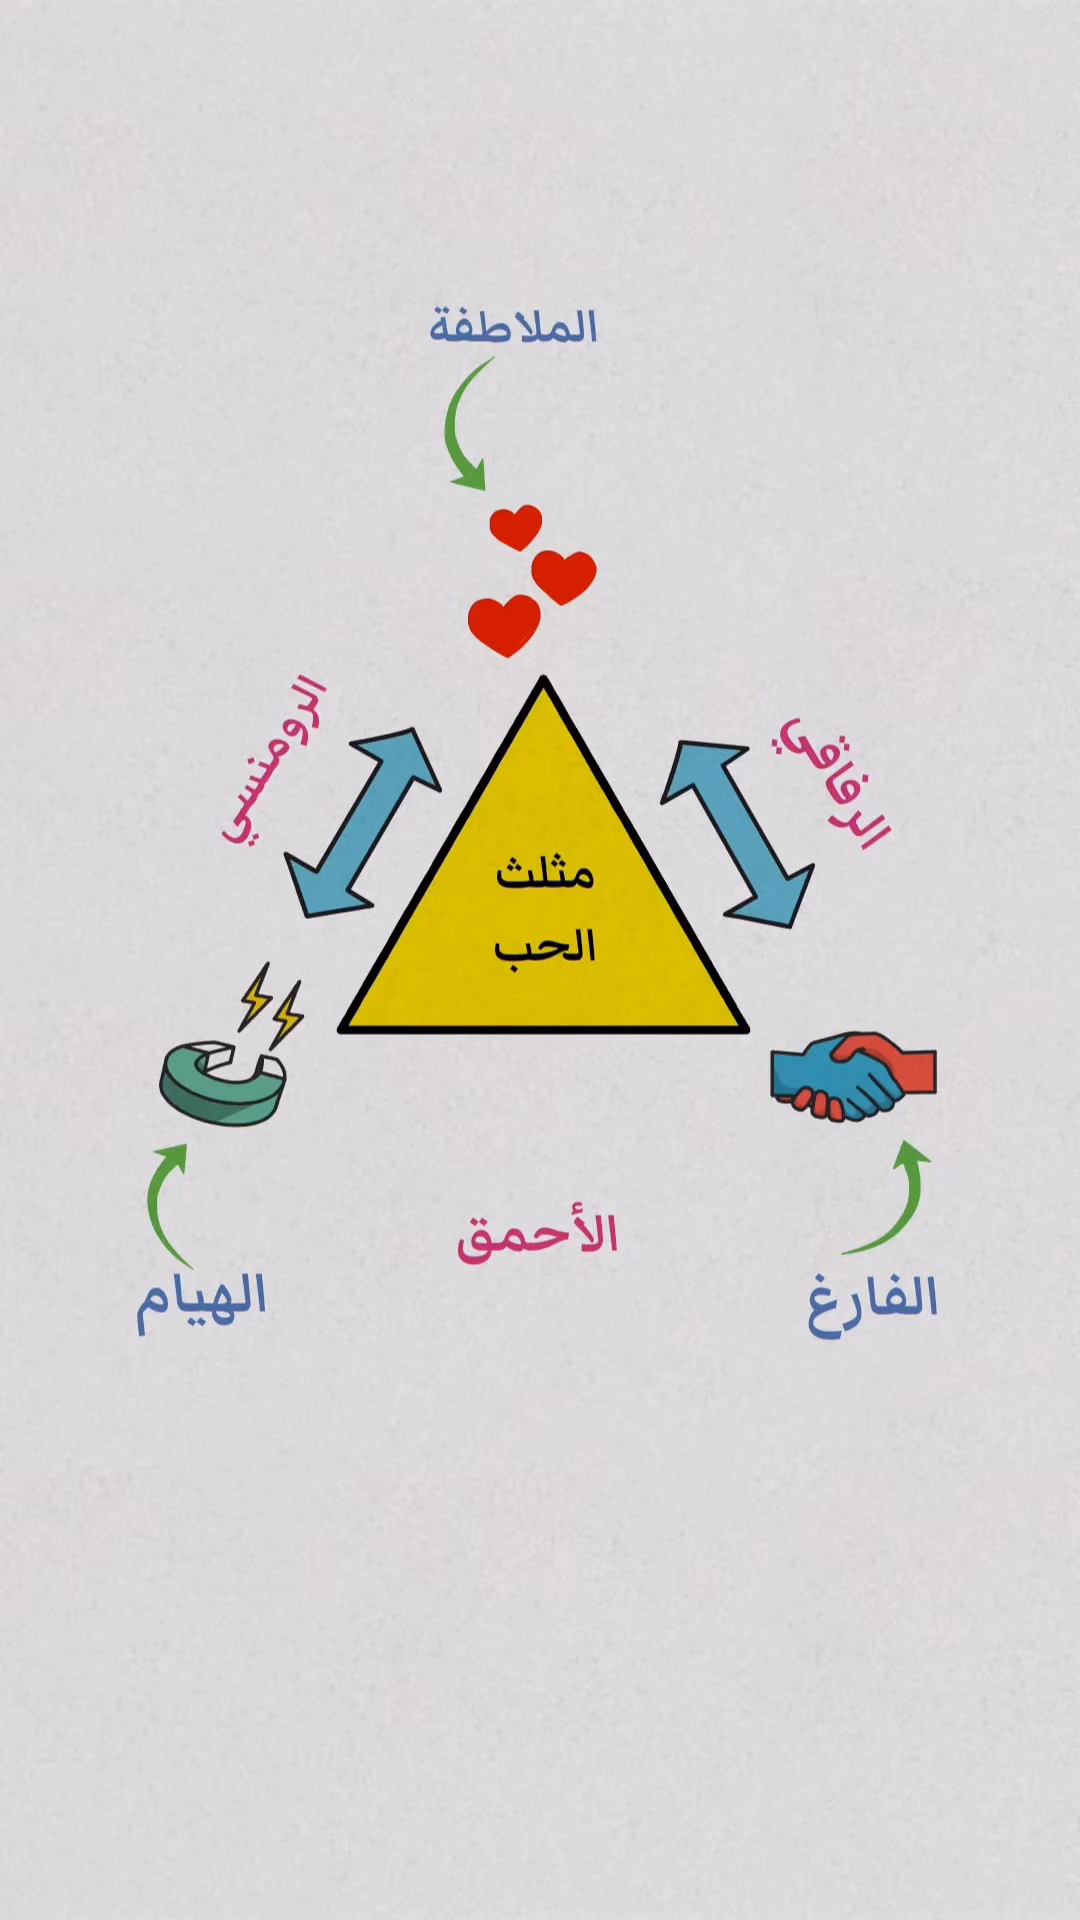 الملاطفة
الرومنسي
الرفاقي
مثلث
الحب
الأحمق
الهيام
الفارغ